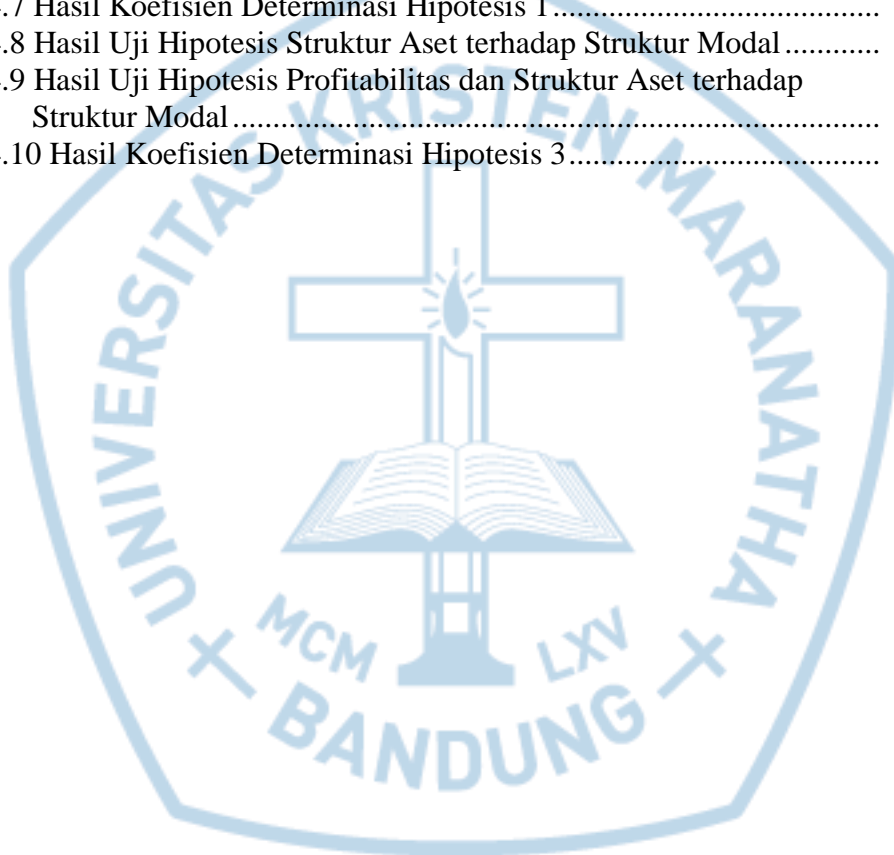 .7 Hasil Koefisien Determinasi Hipotesis 1........................................
.8 Hasil Uji Hipotesis Struktur Aset terhadap Struktur Modal............
.9 Hasil Uji Hipotesis Profitabilitas dan Struktur Aset terhadap
Struktur Modal................................................................................
.10 Hasil Koefisien Determinasi Hipotesis 3......................................
UNIVERSITAS KRISTEN MARANATHA
MCM LXV
BANDUNG